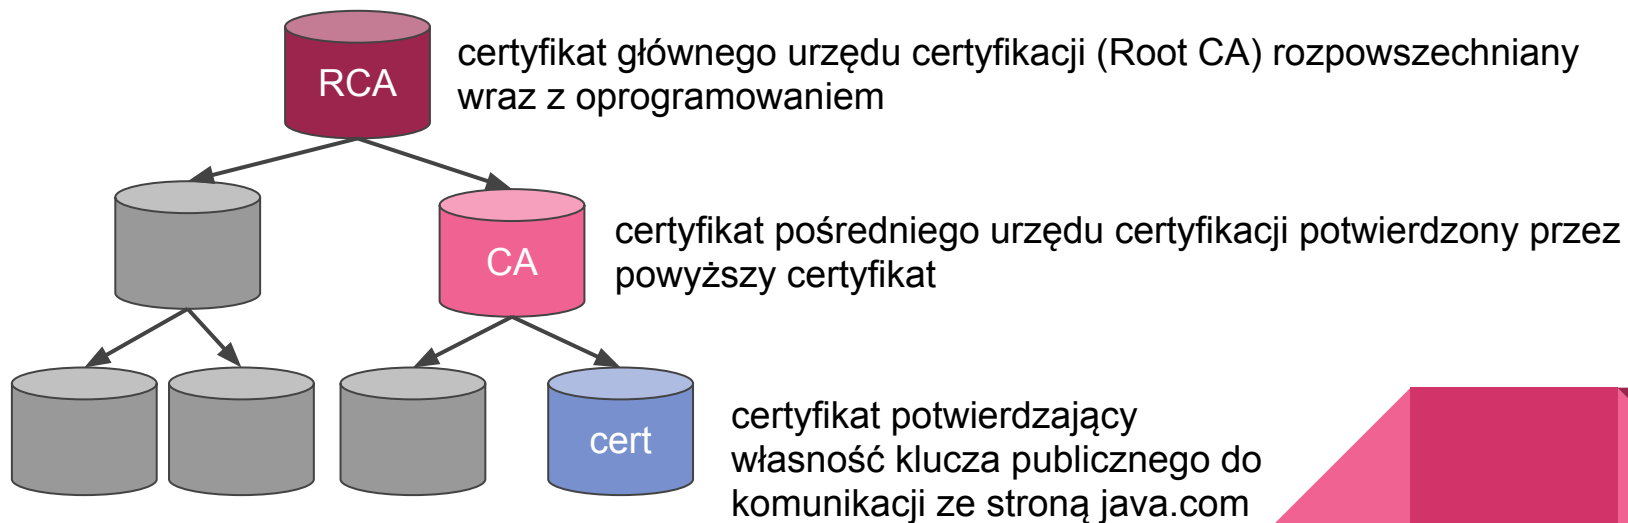 RCA
certyfikat głównego urzędu certyfikacji (Root CA) rozpowszechniany
wraz z oprogramowaniem
CA
certyfikat pośredniego urzędu certyfikacji potwierdzony przez
powyższy certyfikat
cert
certyfikat potwierdzający
własność klucza publicznego do
komunikacji ze stroną java.com